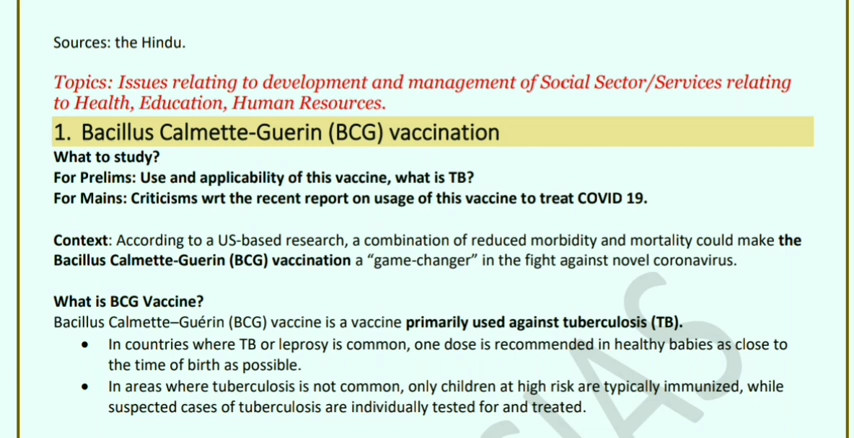 Sources: the Hindu.
Topics: Issues relating to development and management of Social Sector/Services relating
to Health, Education, Human Resources.
1. Bacillus Calmette-Guerin (BCG) vaccination
What to study?
For Prelims: Use and applicability of this vaccine, what is TB?
For Mains: Criticisms wrt the recent report on usage of this vaccine to treat COVID 19.
Context: According to a US-based research, a combination of reduced morbidity and mortality could make the
Bacillus Calmette-Guerin (BCG) vaccination a “game-changer” in the fight against novel coronavirus.
What is BCG Vaccine?
Bacillus Calmette–Guérin (BCG) vaccine is a vaccine primarily used against tuberculosis (TB).
• In countries where TB or leprosy is common, one dose is recommended in healthy babies as close to
the time of birth as possible.
• In areas where tuberculosis is not common, only children at high risk are typically immunized, while
suspected cases of tuberculosis are individually tested for and treated.
IAS